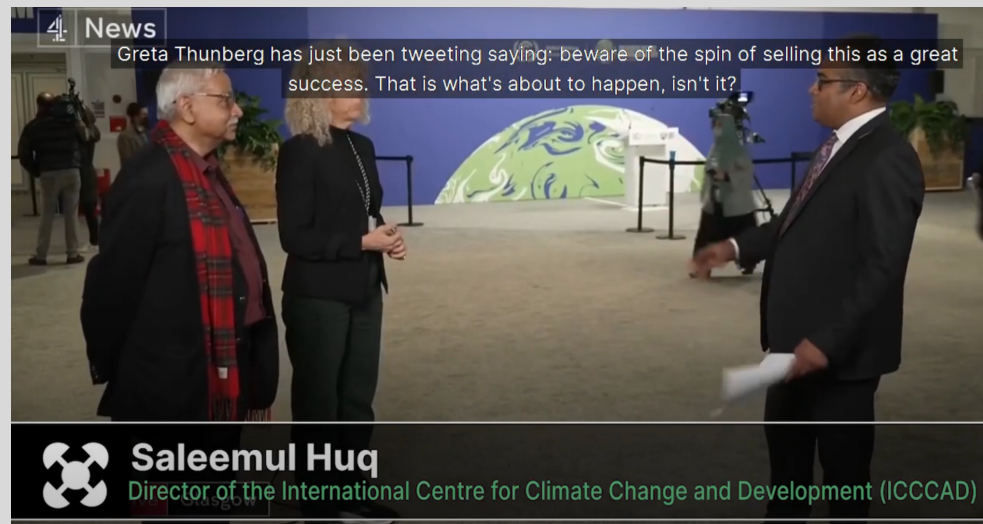 4 News
Greta Thunberg has just been tweeting saying: beware of the spin of selling this as a great
success. That is what's about to happen, isn't it?
Saleemul Huq
Director of the International Centre for Climate Change and Development (ICCCAD)
Glasgow